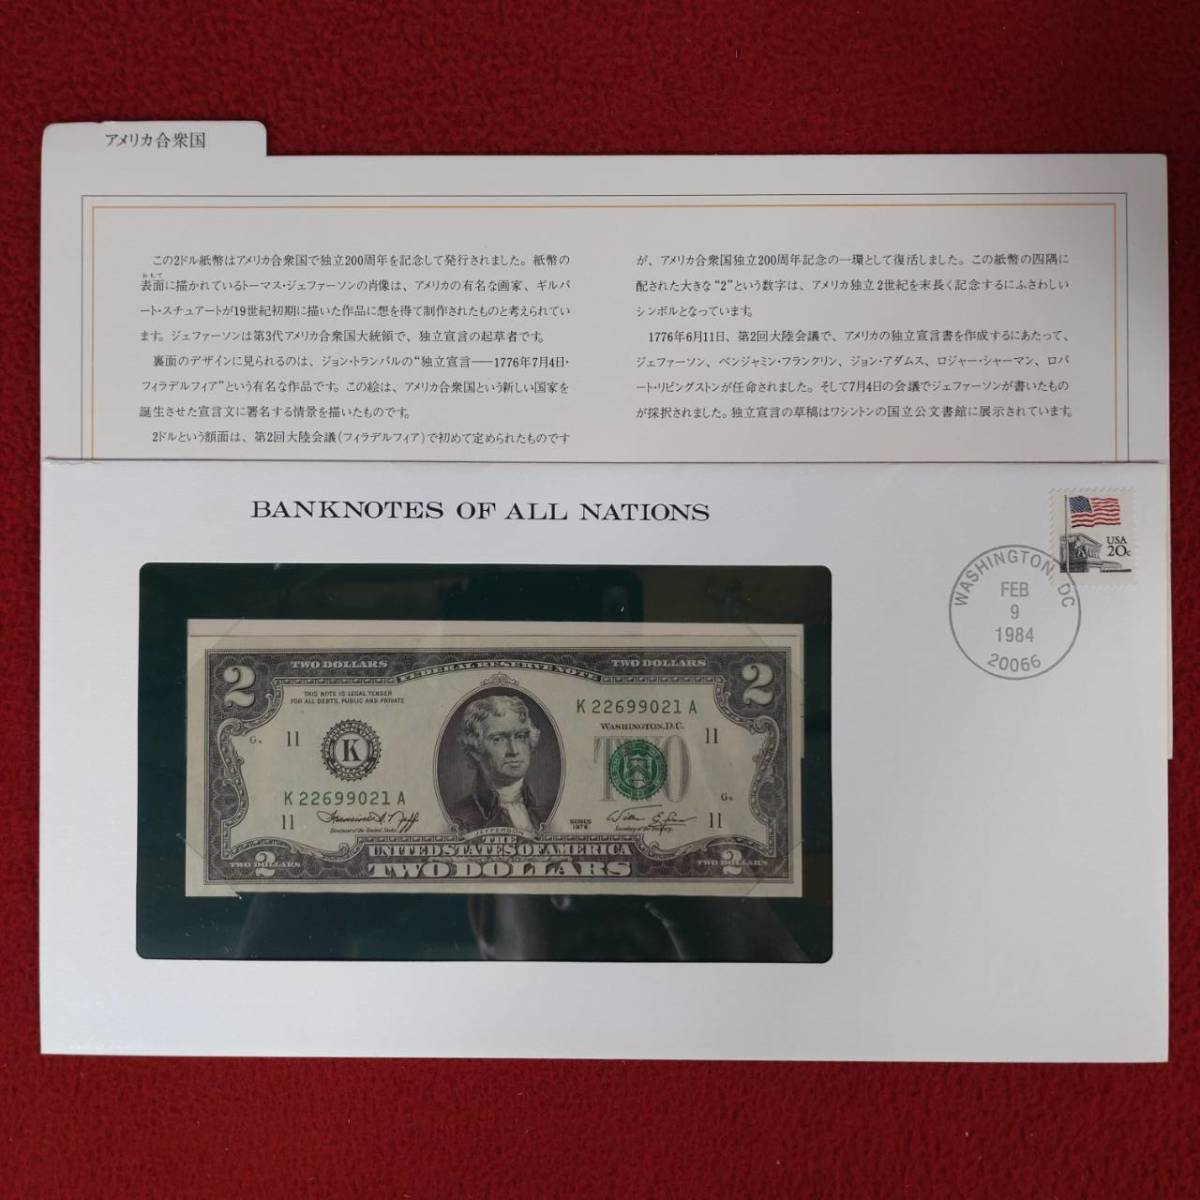 アメリカ合衆国
この2ドル紙幣はアメリカ合衆国で独立200周年を記念して発行されました。紙幣の
おもて
表面に描かれているトーマス・ジェファーソンの肖像は、アメリカの有名な画家、ギルバ
ート・スチュアートが19世紀初期に描いた作品に想を得て制作されたものと考えられてい
ます。ジェファーソンは第3代アメリカ合衆国大統領で、独立宣言の起草者です。
裏面のデザインに見られるのは、ジョン・トランバルの“独立宣言──1776年7月4日・
フィラデルフィア”という有名な作品です。この絵は、アメリカ合衆国という新しい国家を
誕生させた宣言文に署名する情景を描いたものです。
2ドルという額面は、第2回大陸会議(フィラデルフィア)で初めて定められたものです
が、アメリカ合衆国独立200周年記念の一環として復活しました。この紙幣の四隅に
配された大きな“2”という数字は、アメリカ独立2世紀を末長く記念するにふさわしい
シンボルとなっています。
1776年6月11日、第2回大陸会議で、アメリカの独立宣言書を作成するにあたって、
ジェファーソン、ベンジャミン・フランクリン、ジョン・アダムス、ロジャー・シャーマン、ロバ
ート・リビングストンが任命されました。そして7月4日の会議でジェファーソンが書いたもの
が採択されました。独立宣言の草稿はワシントンの国立公文書館に展示されています。
BANKNOTES OF ALL NATIONS
USA
20c
WASHINGTON, DC
FEB
9
1984
20066
2
TWO DOLLARS
FEDERAL RESERVE NOTE
TWO DOLLARS
2
THIS NOTE IS LEGAL TENDER
FOR ALL DEBTS, PUBLIC AND PRIVATE
K 22699021 A
WASHINGTON, D.C.
11
K
TWO
11
K 22699021 A
11
11
JEFFERSON
SERIES
1976
Treasurer of the United States
Secretary of the Treasury
THE
UNITED STATES OF AMERICA
TWO DOLLARS
2
TWO DOLLARS
2
TWO DOLLARS